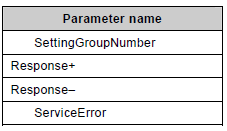 Parameter name
SettingGroupNumber
Response+
Response–
ServiceError